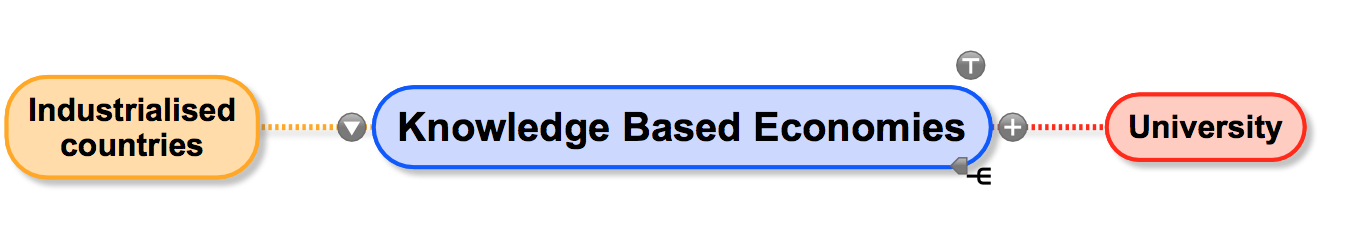 Industrialised
countries
Knowledge Based Economies
T
University